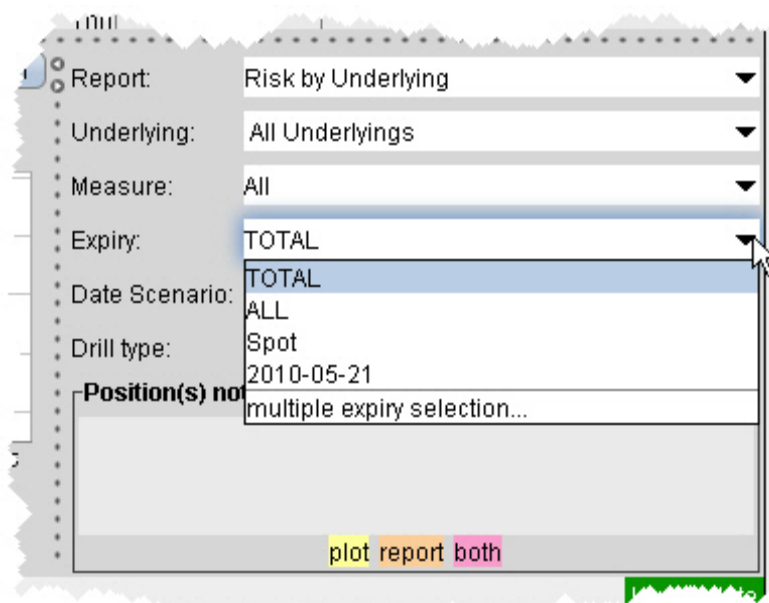 Report: Risk by Underlying
Underlying: All Underlyings
Measure: All
Expiry: TOTAL
TOTAL
Date Scenario:
ALL
Drill type: Spot
2010-05-21
Position(s) not
multiple expiry selection...
plot report both